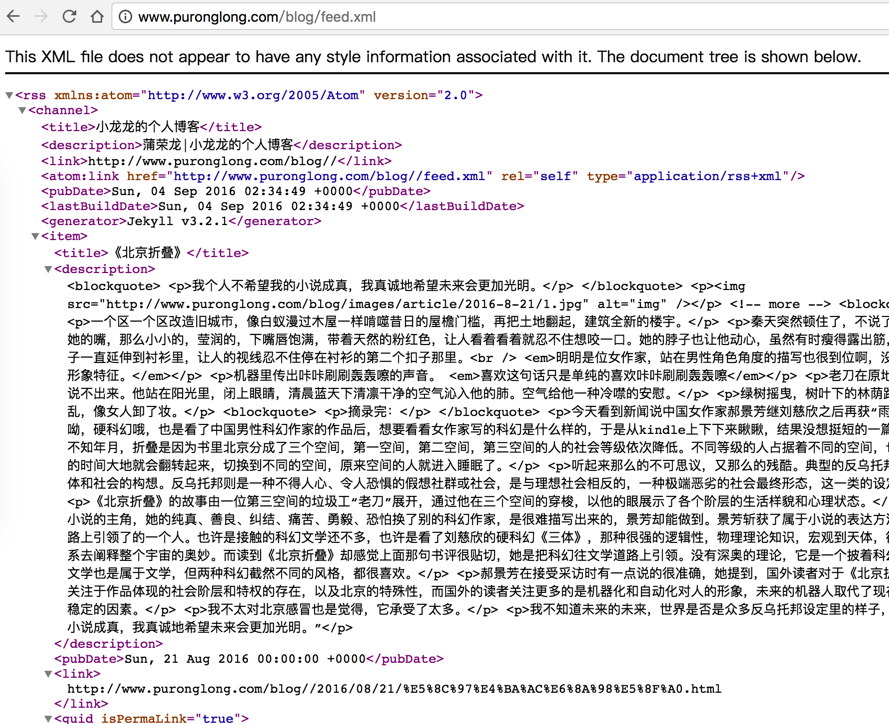 www.puronglong.com/blog/feed.xml
This XML file does not appear to have any style information associated with it. The document tree is shown below.
▼<rss xmlns:atom="http://www.w3.org/2005/Atom" version="2.0">
▼<channel>
<title>小龙龙的个人博客</title>
<description>蒲荣龙|小龙龙的个人博客</description>
<link>http://www.puronglong.com/blog//</link>
<atom:link href="http://www.puronglong.com/blog//feed.xml" rel="self" type="application/rss+xml"/>
<pubDate>Sun, 04 Sep 2016 02:34:49 +0000</pubDate>
<lastBuildDate>Sun, 04 Sep 2016 02:34:49 +0000</lastBuildDate>
<generator>Jekyll v3.2.1</generator>
▼<item>
<title>《北京折叠》</title>
▼<description>
<blockquote> <p>我个人不希望我的小说成真，我真诚地希望未来会更加光明。</p> </blockquote> <p><img
src="http://www.puronglong.com/blog/images/article/2016-8-21/1.jpg" alt="img" /></p> <!-- more --> <block
<p>一个区一个区改造旧城市，像白蚁漫过木屋一样啃噬昔日的屋檐门槛，再把土地翻起，建筑全新的楼宇。</p> <p>秦天突然顿住了，不说了
她的嘴，那么小小的，莹润的，下嘴唇饱满，带着天然的粉红色，让人看着看着就忍不住想咬一口。她的脖子也让他动心，虽然有时瘦得露出筋，
子一直延伸到衬衫里，让人的视线忍不住停在衬衫的第二个扣子那里。<br /> <em>明明是位女作家，站在男性角色角度的描写也很到位啊，没
形象特征。</em></p> <p>机器里传出咔咔刷刷轰轰嚓的声音。 <em>喜欢这句话只是单纯的喜欢咔咔刷刷轰轰嚓</em></p> <p>老刀在原地
说不出来。他站在阳光里，闭上眼睛，清晨蓝天下清凛干净的空气沁入他的肺。空气给他一种冷噤的安慰。</p> <p>绿树摇曳，树叶下的林荫路
乱，像女人卸了妆。</p> <blockquote> <p>摘录完：</p> </blockquote> <p>今天看到新闻说中国女作家郝景芳继刘慈欣之后再获“雨
呦，硬科幻哦，也是看了中国男性科幻作家的作品后，想要看看女作家写的科幻是什么样的，于是从kindle上下下来瞅瞅，结果没想挺短的一篇
不知年月，折叠是因为书里北京分成了三个空间，第一空间，第二空间，第三空间人的社会等级依次降低。不同等级的人占据着不同的空间，也
的时间大地就会翻转起来，切换到不同的空间，原来空间的人就进入睡眠了。</p> <p>听起来那么的不可思议，又那么的残酷。典型的反乌托邦
体和社会的构想。反乌托邦则是一种不得人心、令人恐惧的假想社群或社会，是与理想社会相反的，一种极端恶劣的社会最终形态，这一类的设定
<p>《北京折叠》的故事由一位第三空间的垃圾工“老刀”展开，通过他在三个空间的穿梭，以他的眼展示了各个阶层的生活样貌和心理状态。</
小说的主角，她的纯真、善良、纠结、痛苦、勇毅、恐怕换了别的科幻作家，是很难描写出来的，景芳却能做到。景芳斩获了属于小说的表达方法
路上引领了的一个人。也许是接触的科幻文学还不多，也许是看了刘慈欣的硬科幻《三体》，那种很强的逻辑性，物理理论知识，宏观到天体，
系去阐释整个宇宙的奥妙。而读到《北京折叠》却感觉上面那句书评很贴切，她是把科幻往文学道路上引领。没有深奥的理论，它是一个披着科幻
文学也是属于文学，但两种科幻截然不同的风格，都很喜欢。</p> <p>郝景芳在接受采访时有一点说的很准确，她提到，国外读者对于《北京折
关注于作品体现的社会阶层和特权的存在，以及北京的特殊性，而国外的读者关注更多的是机器化和自动对人的形象，未来的机器人取代了现存
稳定的因素。</p> <p>我不太对北京感冒也是觉得，它承受了太多。</p> <p>我不知道未来的未来，世界是否是众多反乌托邦设定里的样子，
小说成真，我真诚地希望未来会更加光明。”</p>
</description>
<pubDate>Sun, 21 Aug 2016 00:00:00 +0000</pubDate>
▼<link>
http://www.puronglong.com/blog//2016/08/21/%E5%8C%97%E4%BA%AC%E6%8A%98%E5%8F%A0.html
</link>
▼<guid isPermaLink="true">